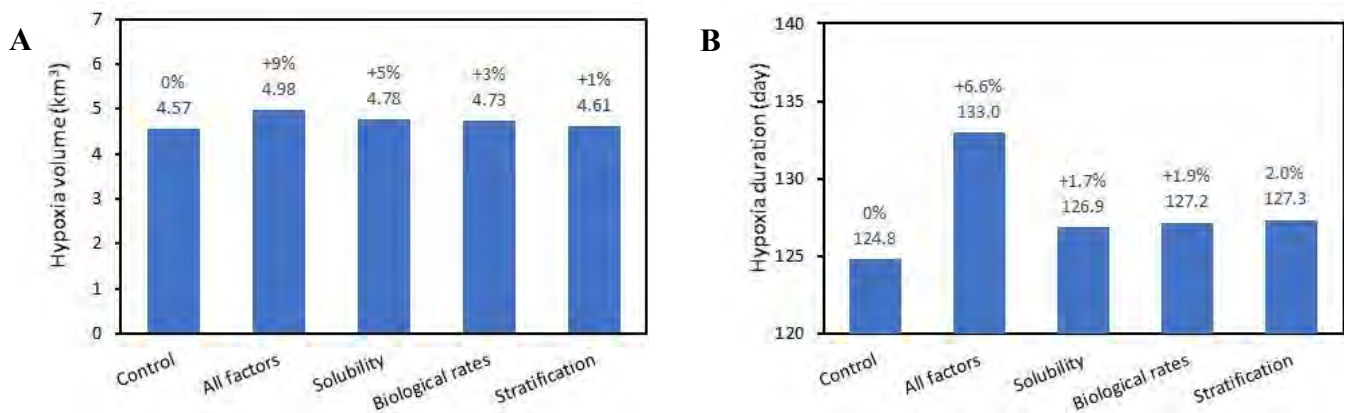 A
Hypoxia volume (km³)
7
6
5
4
3
2
1
0
0%
4.57
+9%
4.98
+5%
4.78
+3%
4.73
+1%
4.61
Control
All factors
Solubility
Biological rates
Stratification
B
Hypoxia duration (day)
140
135
130
125
120
0%
124.8
+6.6%
133.0
+1.7%
126.9
+1.9%
127.2
2.0%
127.3
Control
All factors
Solubility
Biological rates
Stratification